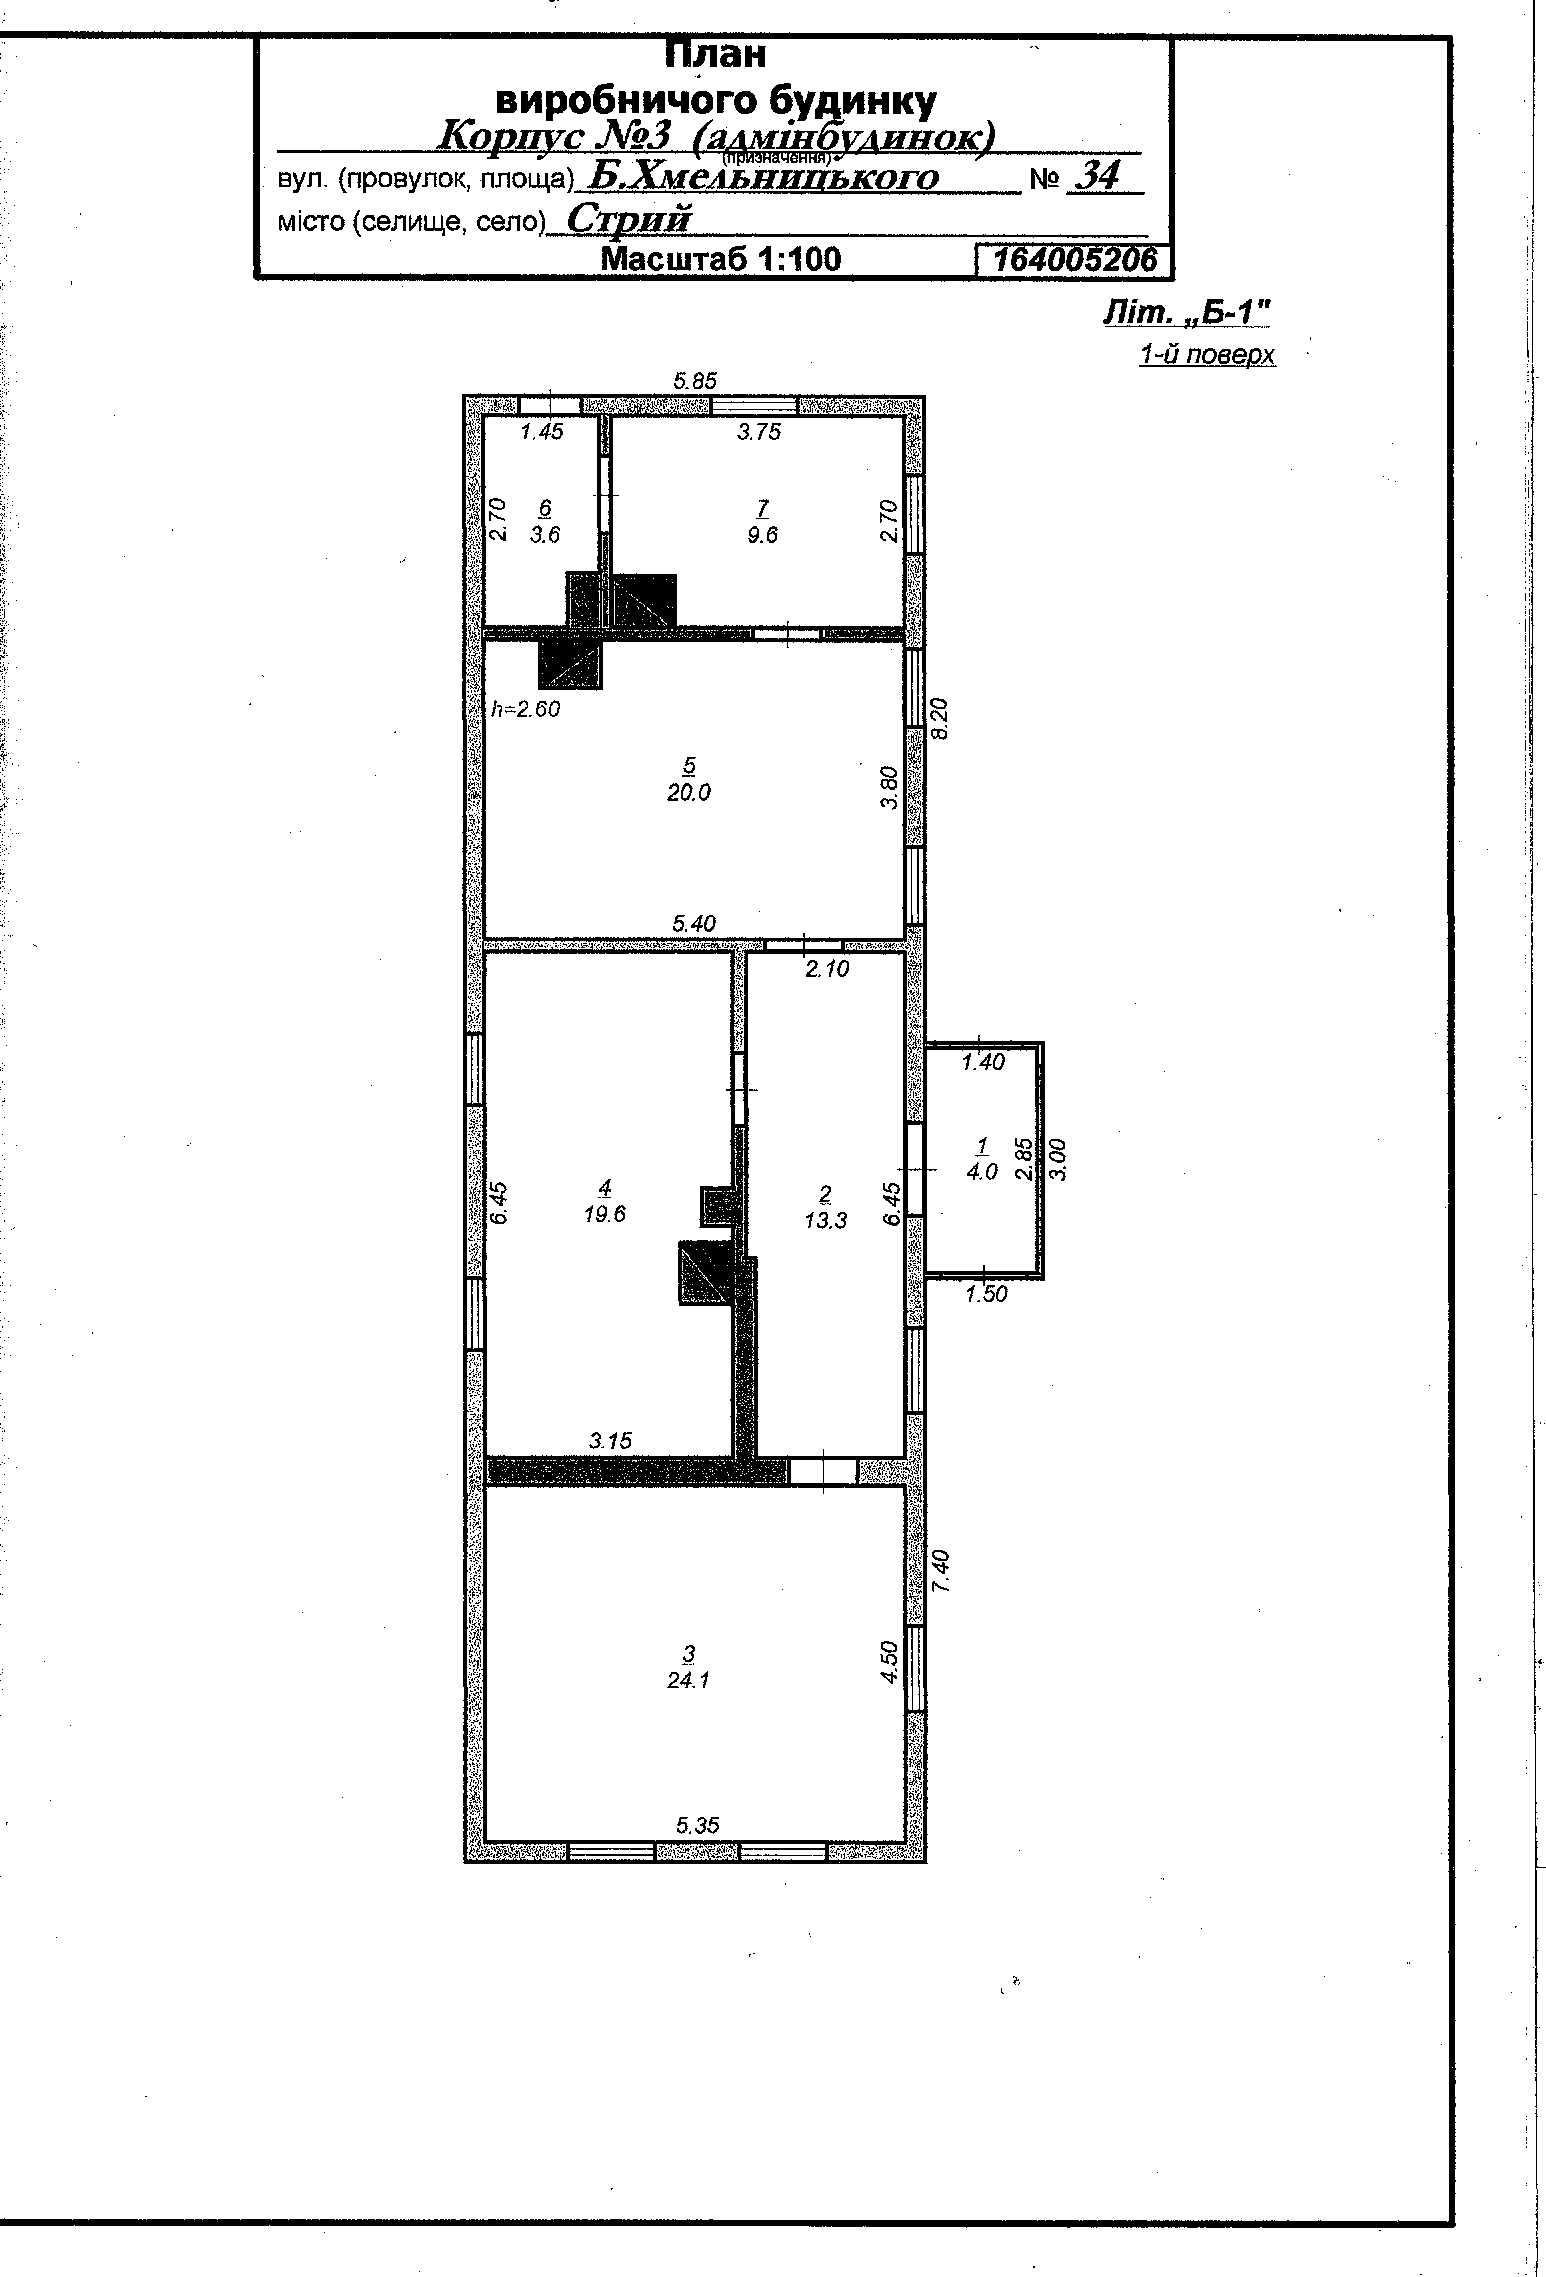 План
виробничого будинку
Корпус №3 (адмінбудинок)
(призначення)
вул. (провулок, площа) Б.Хмельницького № 34
місто (селище, село) Стрий
Масштаб 1:100 164005206
Літ. „Б-1"
1-й поверх
5.85
1.45 3.75
2.70 6 7 2.70
3.6 9.6
h=2.60 8.20
5 3.80
20.0
5.40
2.10
1.40
1 2.85 3.00
4.0
6.45 4 2 6.45
19.6 13.3
1.50
3.15
7.40
3 4.50
24.1
5.35